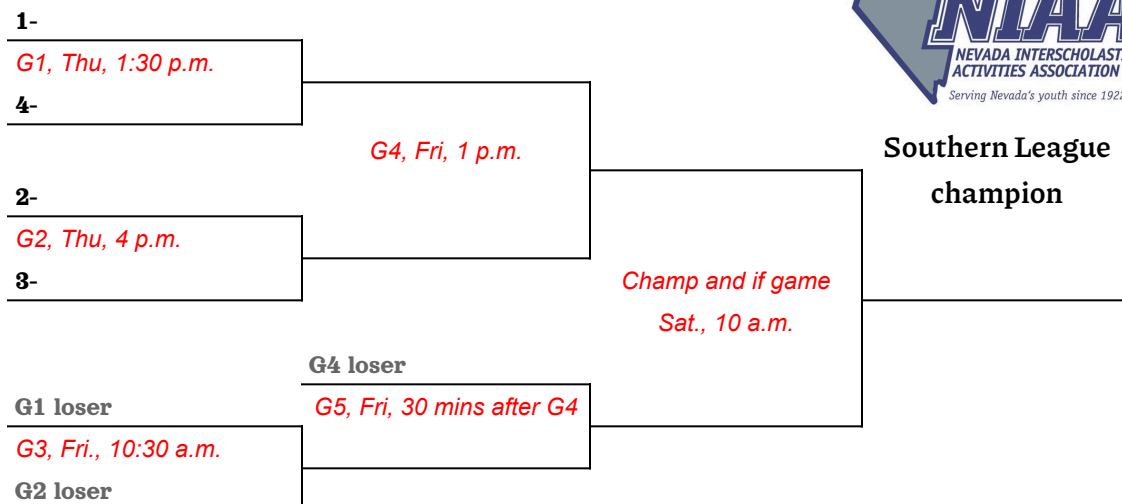 1-
G1, Thu, 1:30 p.m.
4-
G4, Fri, 1 p.m.
2-
G2, Thu, 4 p.m.
3-
Champ and if game
Sat., 10 a.m.
G4 loser
G5, Fri, 30 mins after G4
G1 loser
G3, Fri., 10:30 a.m.
G2 loser
NIAA
NEVADA INTERSCHOLAST
ACTIVITIES ASSOCIATION
Serving Nevada's youth since 1922
Southern League
champion